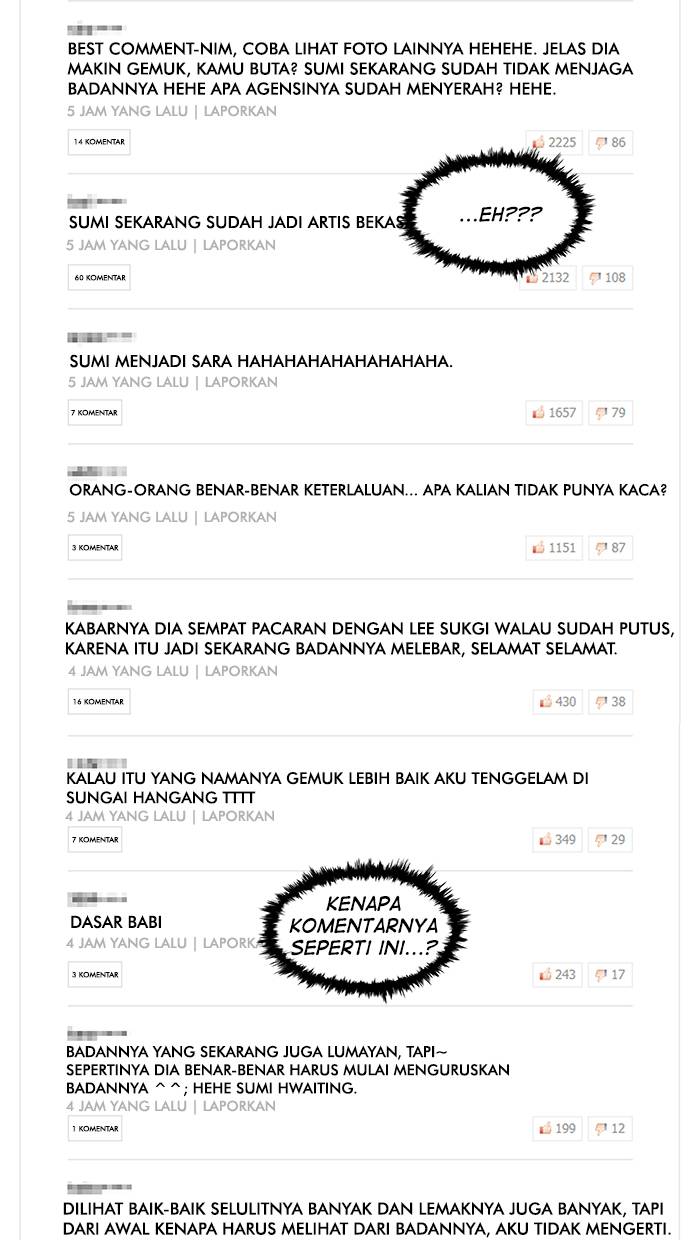 BEST COMMENT-NIM, COBA LIHAT FOTO LAINNYA HEHEHE. JELAS DIA
MAKIN GEMUK, KAMU BUTA? SUMI SEKARANG SUDAH TIDAK MENJAGA
BADANNYA HEHE APA AGENSINYA SUDAH MENYERAH? HEHE.
5 JAM YANG LALU | LAPORKAN
14 KOMENTAR
2225
86
SUMI SEKARANG SUDAH JADI ARTIS BEKAS
...EH???
5 JAM YANG LALU | LAPORKAN
60 KOMENTAR
2132
108
SUMI MENJADI SARA HAHAHAHAHAHAHAHAHA.
5 JAM YANG LALU | LAPORKAN
7 KOMENTAR
1657
79
ORANG-ORANG BENAR-BENAR KETERLALUAN... APA KALIAN TIDAK PUNYA KACA?
5 JAM YANG LALU | LAPORKAN
3 KOMENTAR
1151
87
KABARNYA DIA SEMPAT PACARAN DENGAN LEE SUKGI WALAU SUDAH PUTUS,
KARENA ITU JADI SEKARANG BADANNYA MELEBAR, SELAMAT SELAMAT.
4 JAM YANG LALU | LAPORKAN
16 KOMENTAR
430
38
KALAU ITU YANG NAMANYA GEMUK LEBIH BAIK AKU TENGGELAM DI
SUNGAI HANGANG TTTT
4 JAM YANG LALU | LAPORKAN
7 KOMENTAR
349
29
DASAR BABI
4 JAM YANG LALU |
KENAPA
KOMENTARNYA
SEPERTI INI...?
3 KOMENTAR
243
17
BADANNYA YANG SEKARANG JUGA LUMAYAN, TAPI~
SEPERTINYA DIA BENAR-BENAR HARUS MULAI MENGURUSKAN
BADANNYA ^ ^; HEHE SUMI HWAITING.
4 JAM YANG LALU | LAPORKAN
1 KOMENTAR
199
12
DILIHAT BAIK-BAIK SELULITNYA BANYAK DAN LEMAKNYA JUGA BANYAK, TAPI
DARI AWAL KENAPA HARUS MELIHAT DARI BADANNYA, AKU TIDAK MENGERTI.